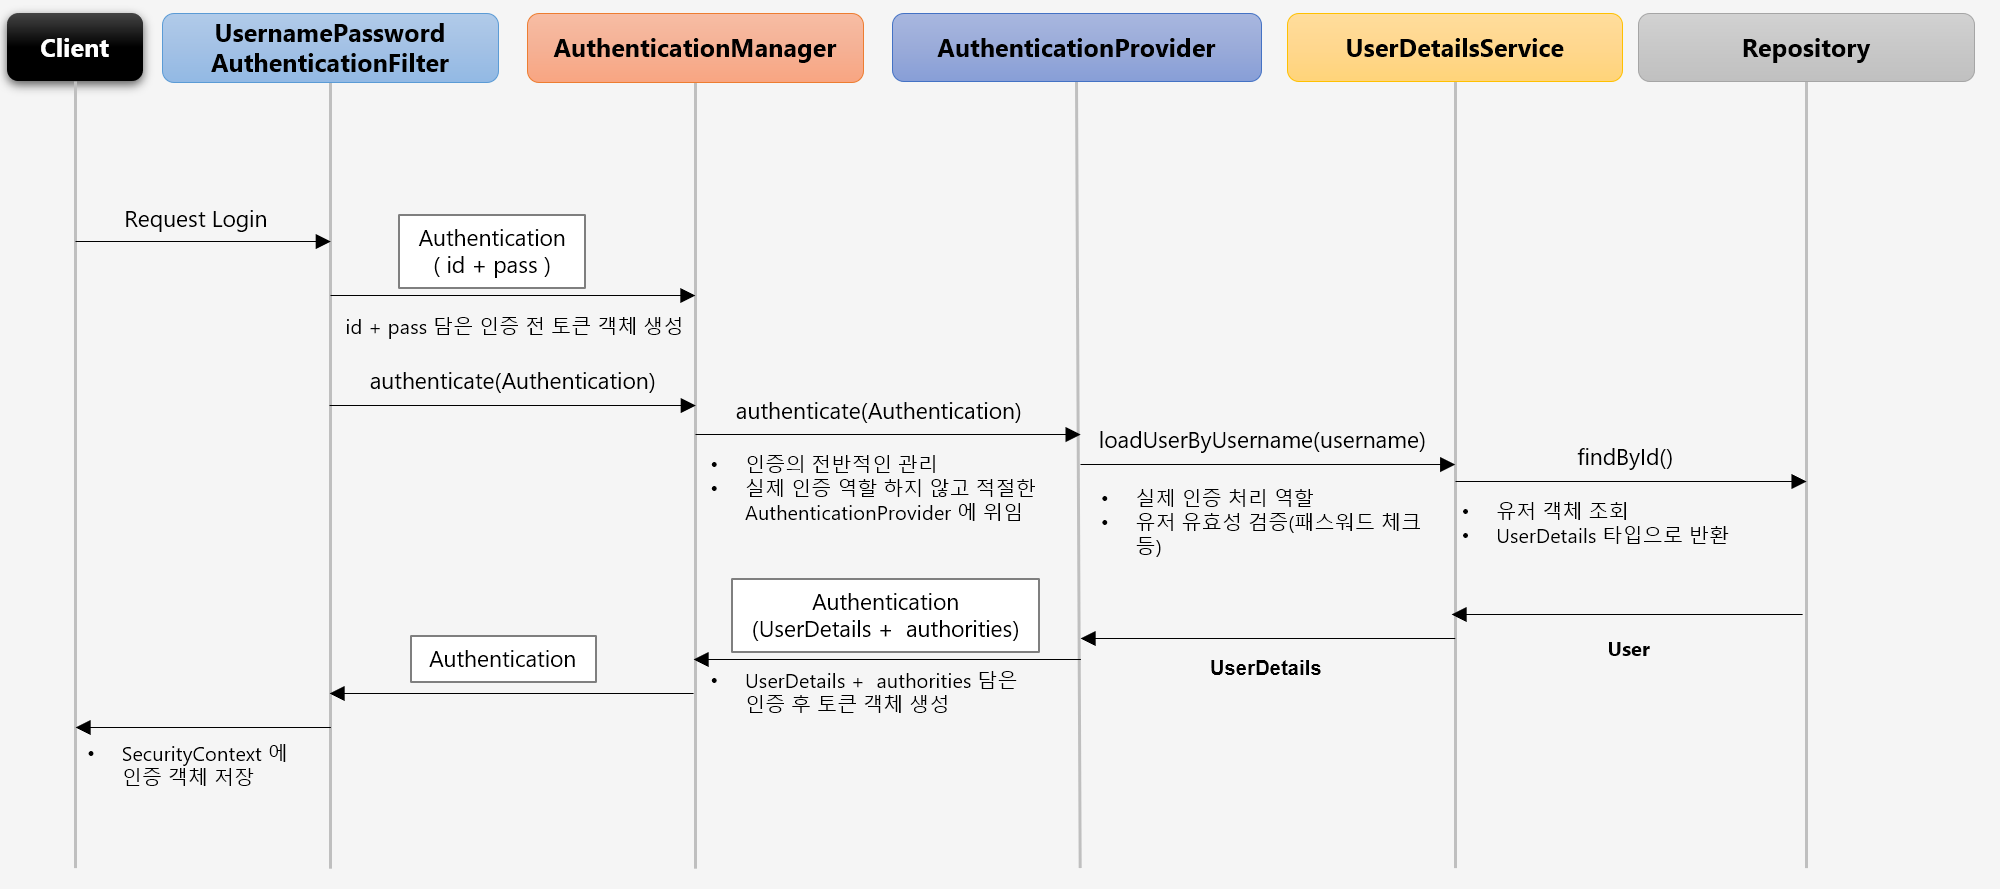 Client
UsernamePassword
AuthenticationFilter
AuthenticationManager
AuthenticationProvider
UserDetailsService
Repository
Request Login
Authentication
( id + pass )
id + pass 담은 인증 전 토큰 객체 생성
authenticate(Authentication)
authenticate(Authentication)
• 인증의 전반적인 관리
• 실제 인증 역할 하지 않고 적절한
AuthenticationProvider 에 위임
loadUserByUsername(username)
• 실제 인증 처리 역할
• 유저 유효성 검증(패스워드 체크
등)
findById()
• 유저 객체 조회
• UserDetails 타입으로 반환
User
UserDetails
Authentication
(UserDetails + authorities)
• UserDetails + authorities 담은
인증 후 토큰 객체 생성
Authentication
• SecurityContext 에
인증 객체 저장